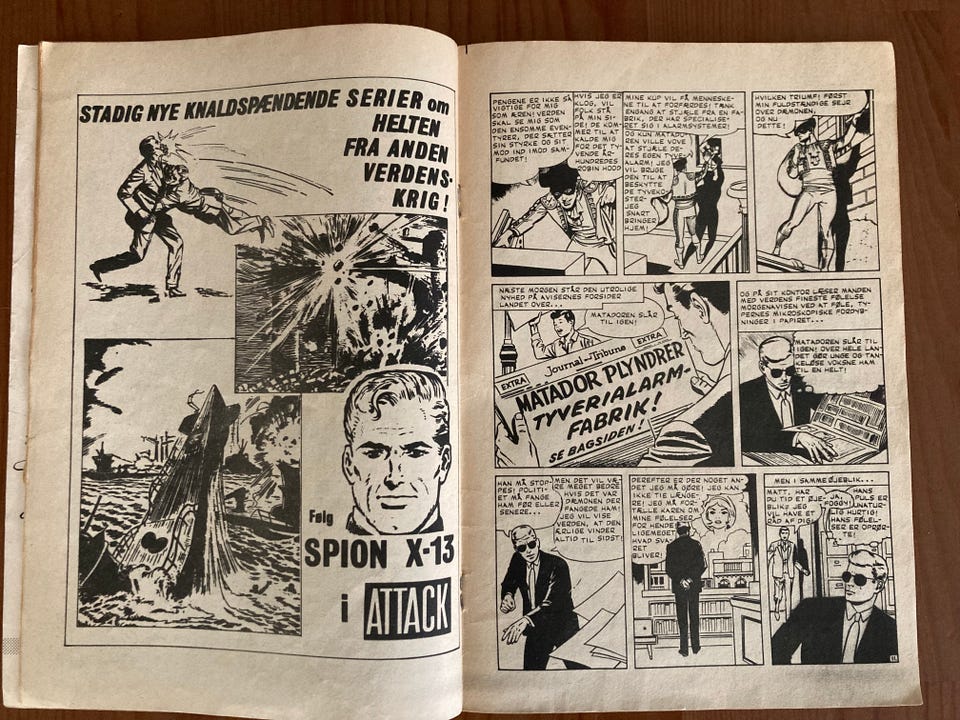 STADIG NYE KNALDSPÆNDENDE SERIER om
HELTEN
FRA ANDEN
VERDENS-
KRIG!
Følg
SPION X-13
i ATTACK
PENGENE ER IKKE SÅ
VIGTIGE FOR MIG
SOM ÆREN! VERDEN
SKAL SE MIG SOM
DEN ENSOMME EVEN-
TYRER, DER SÆTTER
SIN STYRKE OG SIT
MOD IND IMOD SAM-
FUNDET!
HVIS JEG ER
KLOG, VIL
FOLK STÅ
PÅ MIN SI-
DE! DE KOM-
MER TIL AT
KALDE MIG
FOR DET TY-
VENDE ÅR-
HUNDREDES
ROBIN HOOD
MINE KUP VIL FÅ MENNESKE-
NE TIL AT FORFÆRDES! TÆNK
ENGANG AT STJÆLE FRA EN FA-
BRIK, DER HAR SPECIALISE-
RET SIG I ALARMSYSTEMER!
OG KUN MATADO-
REN VILLE VOVE
AT STJÆLE DE-
RES EGEN TYVE-
ALARM! JEG
VIL BRUGE
DEN TIL AT
BESKYTTE
DE TYVEKO-
STER-
JEG
SNART
BRINGER
HJEM!
HVILKEN TRIUMF! FØRST
MIN FULDSTÆNDIGE SEJR
OVER DÆMONEN,
OG NU
DETTE!
NÆSTE MORGEN STÅR DEN UTROLIGE
NYHED PÅ AVISERNES FORSIDER
LANDET OVER...
MATADOREN SLÅR
TIL IGEN!
EXTRA
Journal-Tribune
EXTRA
MATADOR PLYNDRER
TYVERIALARM-
FABRIK!
SE BAGSIDEN!
OG PÅ SIT KONTOR LÆSER MANDEN
MED VERDENS FINESTE FØLELSE
MORGENAVISEN VED AT FØLE, TY-
PERNES MIKROSKOPISKE FORDYB-
NINGER I PAPIRET...
MATADOREN SLÅR TIL
IGEN! OVER HELE LAN-
DET GØR UNGE OG TAN-
KELØSE VOKSNE HAM
TIL EN HELT!
HAN MÅ STOP-
PES! POLITI-
ET MÅ FANGE
HAM FØR ELLER
SENERE...
MEN DET VIL VÆ-
RE MEGET BEDRE
HVIS DET VAR
DÆMONEN DER
FANGEDE HAM!
JEG VIL VISE
VERDEN, AT DEN
ÆRLIGE VINDER
ALTID TIL SIDST!
DEREFTER ER DER NOGET AN-
DET JEG MÅ GØRE! JEG KAN
IKKE TIE LÆNGE-
RE! JEG MÅ FOR-
TÆLLE KAREN OM
MINE FØLELSER
FOR HENDE -
LIGEMEGET
HVAD SVA-
RET
BLIVER!
MEN I SAMME ØJEBLIK...
MATT, HAR
DU TID ET ØJE-
BLIK? JEG
VIL HAVE ET
RÅD AF DIG!
JA,
FOGGY!
HANS
PULS ER
UNATUR-
LIG HURTIG!
HANS FØLEL-
SER ER OPRØR-
TE!